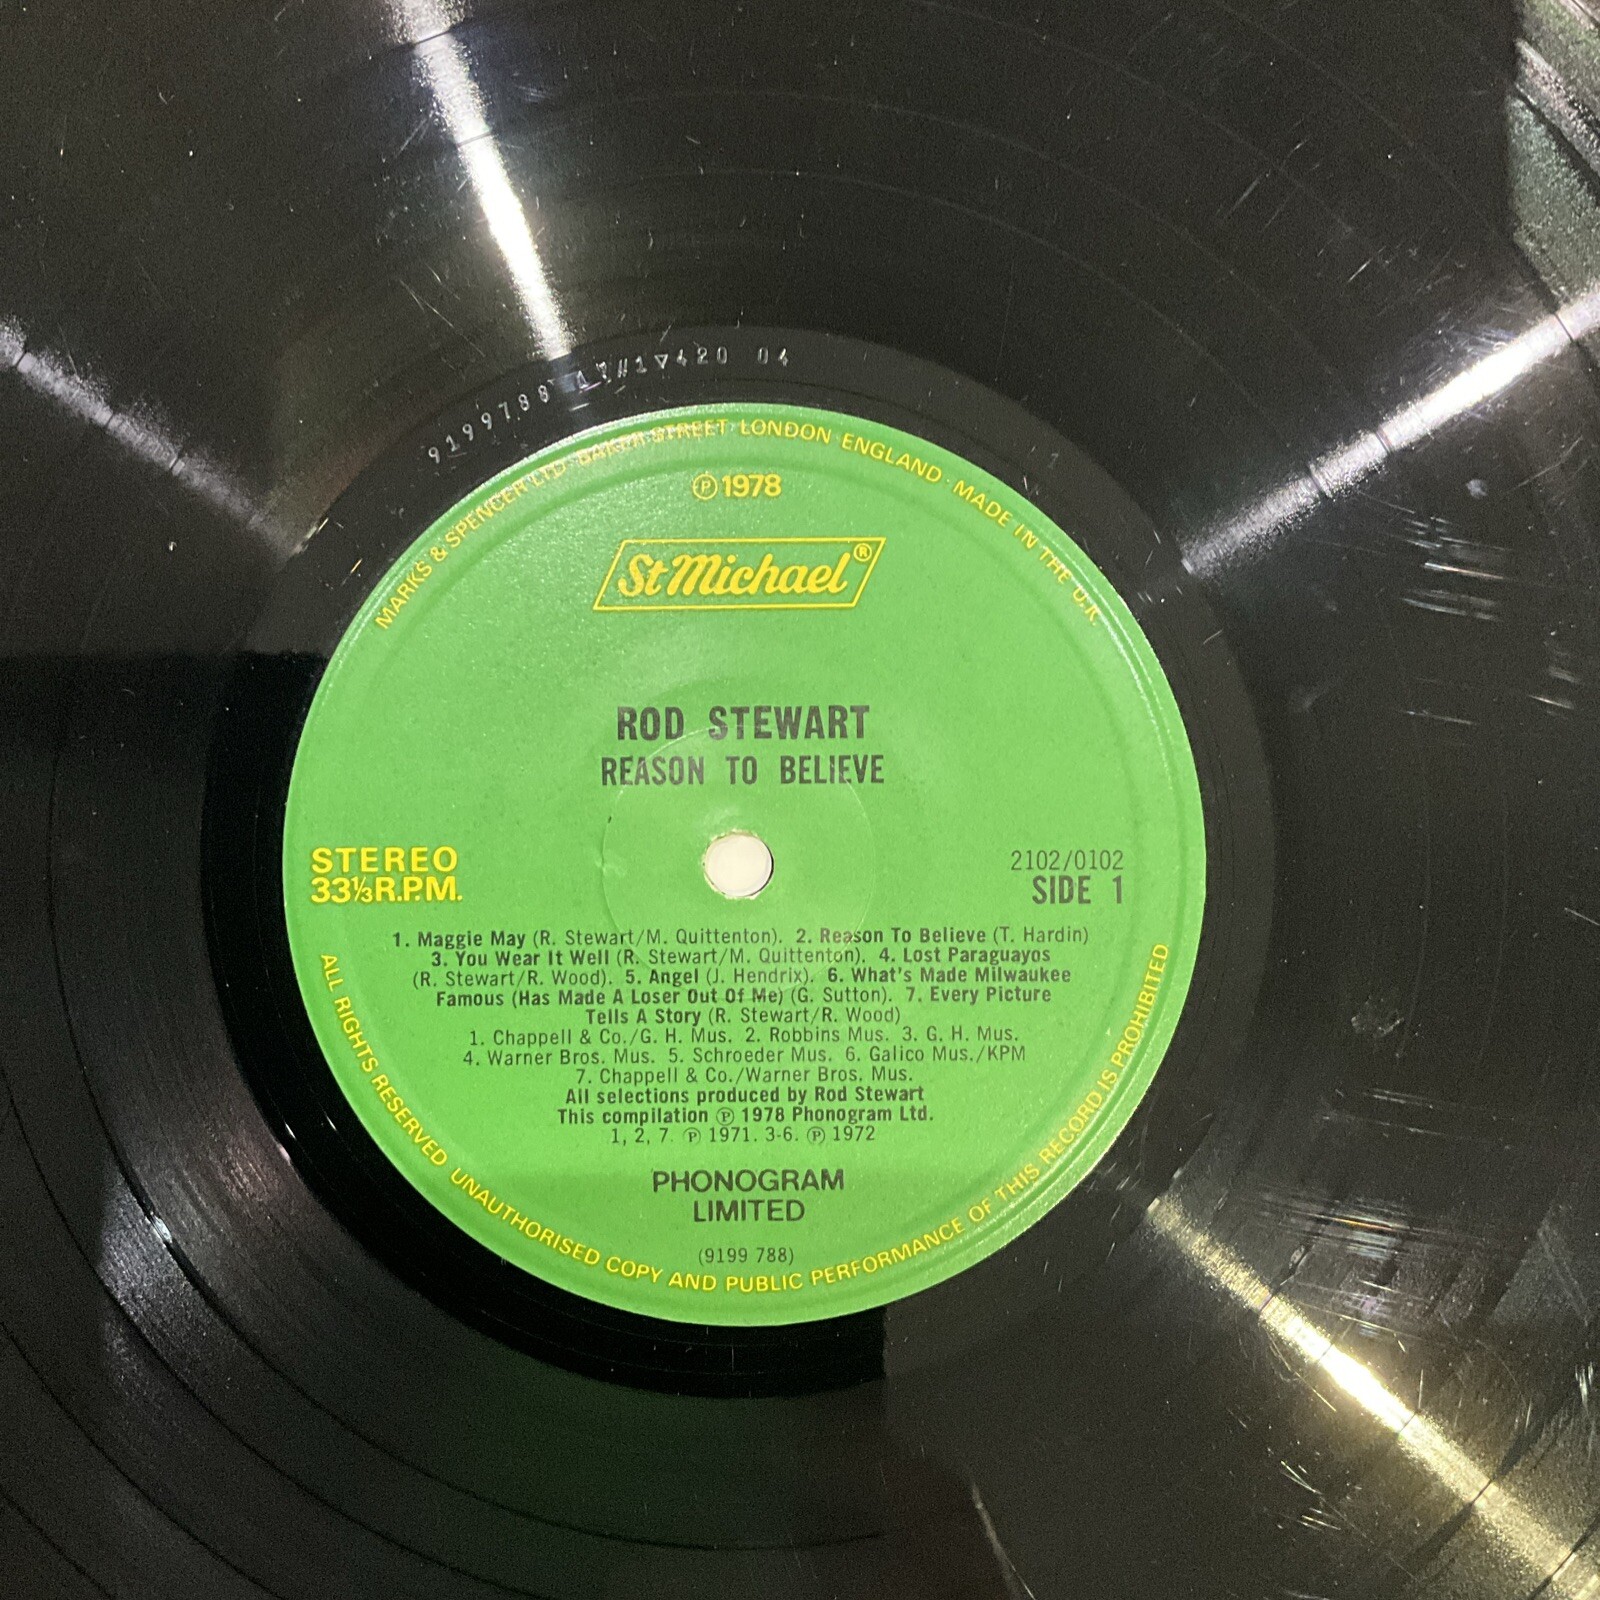 9199788 17//1▽420 04
MARKS & SPENCER LTD. BAKER STREET · LONDON · ENGLAND · MADE IN THE U.K.
Ⓟ 1978
St Michael®
ROD STEWART
REASON TO BELIEVE
STEREO
33⅓ R.P.M.
2102/0102
SIDE 1
1. Maggie May (R. Stewart/M. Quittenton). 2. Reason To Believe (T. Hardin)
3. You Wear It Well (R. Stewart/M. Quittenton). 4. Lost Paraguayos
(R. Stewart/R. Wood). 5. Angel (J. Hendrix). 6. What's Made Milwaukee
Famous (Has Made A Loser Out Of Me) (G. Sutton). 7. Every Picture
Tells A Story (R. Stewart/R. Wood)
1. Chappell & Co./G. H. Mus. 2. Robbins Mus. 3. G. H. Mus.
4. Warner Bros. Mus. 5. Schroeder Mus. 6. Galico Mus./KPM
7. Chappell & Co./Warner Bros. Mus.
All selections produced by Rod Stewart
This compilation Ⓟ 1978 Phonogram Ltd.
1, 2, 7. Ⓟ 1971. 3-6. Ⓟ 1972
PHONOGRAM
LIMITED
(9199 788)
ALL RIGHTS RESERVED UNAUTHORISED COPY AND PUBLIC PERFORMANCE OF THIS RECORD IS PROHIBITED